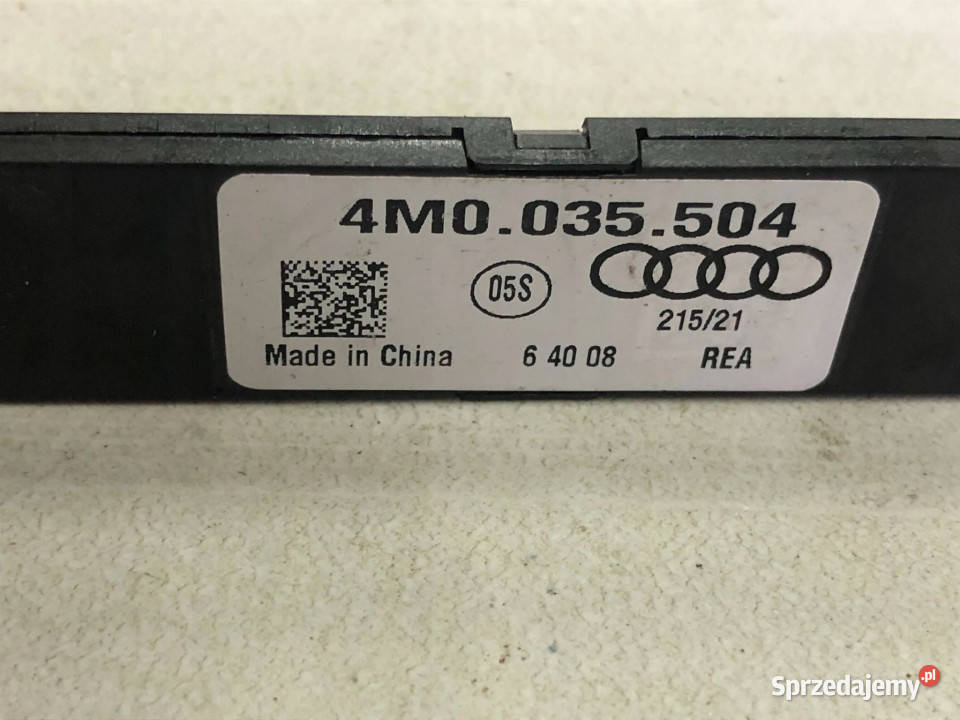 4M0.035.504
05S
215/21
Made in China 6 40 08 REA
Sprzedajemy.pl